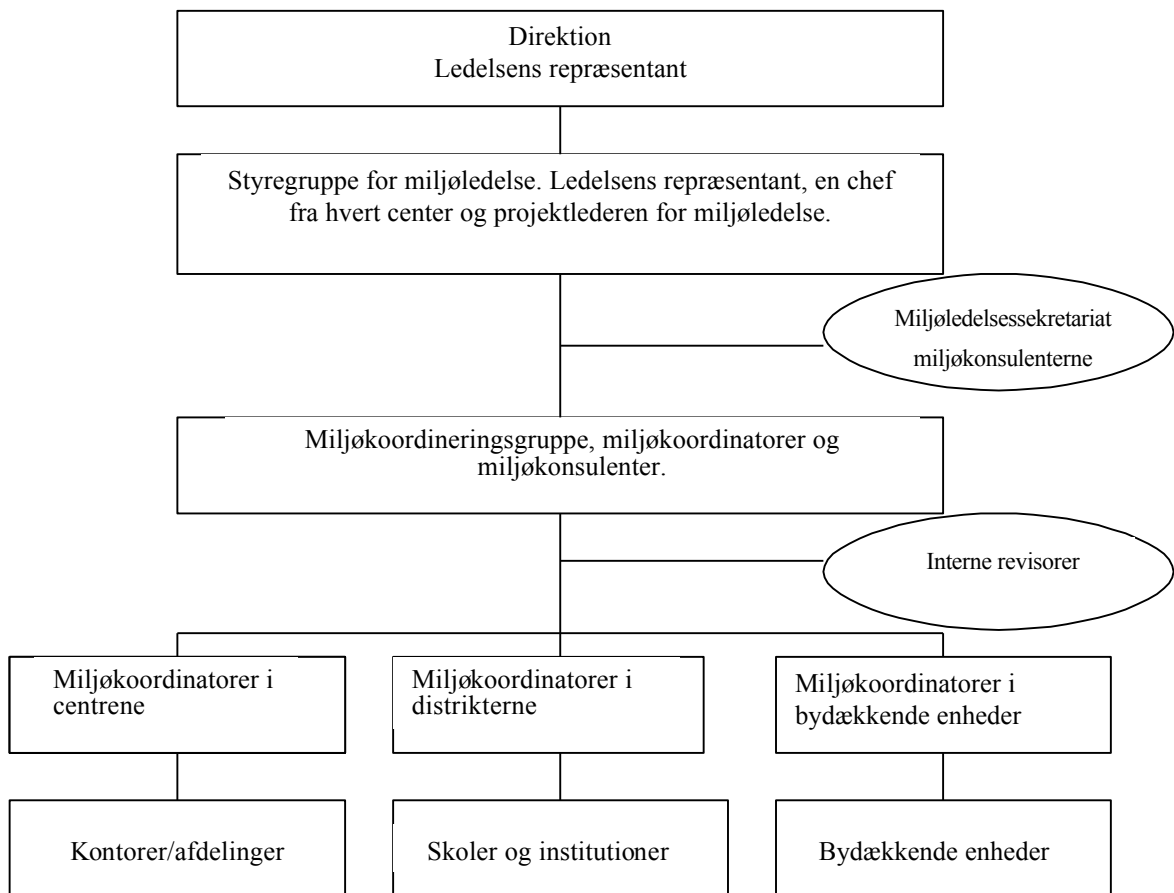 Direktion
Ledelsens repræsentant
Styregruppe for miljøledelse. Ledelsens repræsentant, en chef
fra hvert center og projektlederen for miljøledelse.
Miljøledelsessekretariat
miljøkonsulenterne
Miljøkoordineringsgruppe, miljøkoordinatorer og
miljøkonsulenter.
Interne revisorer
Miljøkoordinatorer i
centrene
Miljøkoordinatorer i
distrikterne
Miljøkoordinatorer i
bydækkende enheder
Kontorer/afdelinger
Skoler og institutioner
Bydækkende enheder